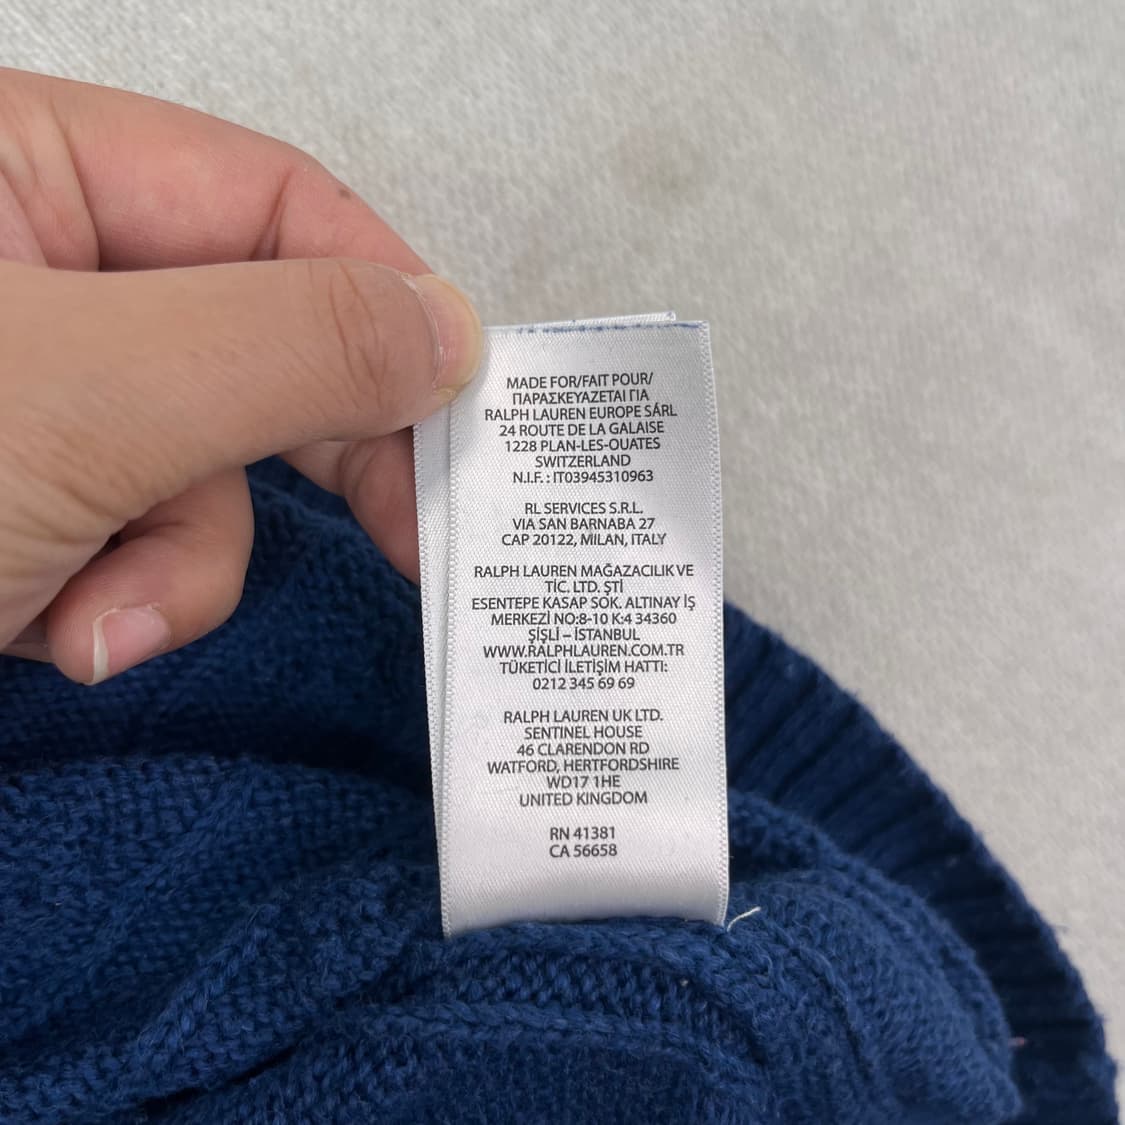 MADE FOR/FAIT POUR/
ΠΑΡΑΣΚΕΥΑΖΕΤΑΙ ΓΙΑ
RALPH LAUREN EUROPE SÁRL
24 ROUTE DE LA GALAISE
1228 PLAN-LES-OUATES
SWITZERLAND
N.I.F. : IT03945310963
RL SERVICES S.R.L.
VIA SAN BARNABA 27
CAP 20122, MILAN, ITALY
RALPH LAUREN MAĞAZACILIK VE
TİC. LTD. ŞTİ
ESENTEPE KASAP SOK. ALTINAY İŞ
MERKEZİ NO:8-10 K:4 34360
ŞİŞLİ – İSTANBUL
WWW.RALPHLAUREN.COM.TR
TÜKETİCİ İLETİŞİM HATTI:
0212 345 69 69
RALPH LAUREN UK LTD.
SENTINEL HOUSE
46 CLARENDON RD
WATFORD, HERTFORDSHIRE
WD17 1HE
UNITED KINGDOM
RN 41381
CA 56658